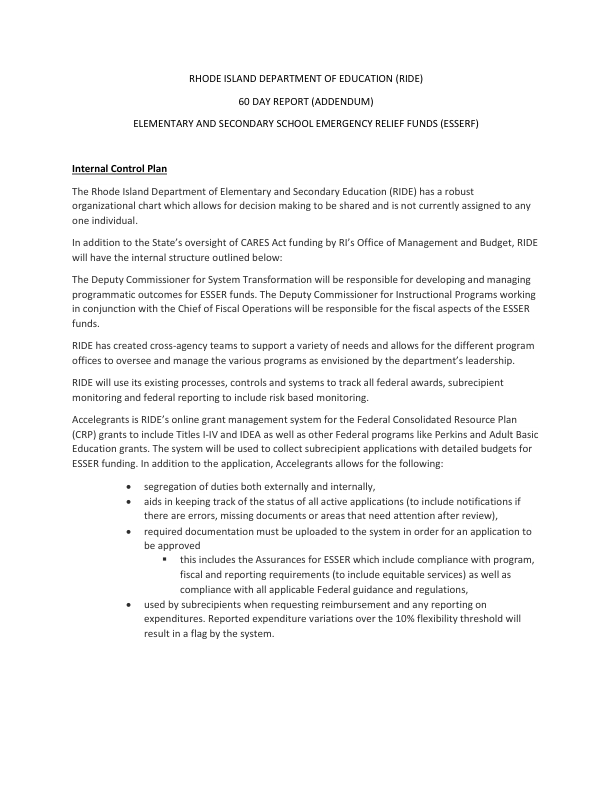 RHODE ISLAND DEPARTMENT OF EDUCATION (RIDE)
60 DAY REPORT (ADDENDUM)
ELEMENTARY AND SECONDARY SCHOOL EMERGENCY RELIEF FUNDS (ESSERF)
Internal Control Plan
The Rhode Island Department of Elementary and Secondary Education (RIDE) has a robust
organizational chart which allows for decision making to be shared and is not currently assigned to any
one individual.
In addition to the State’s oversight of CARES Act funding by RI’s Office of Management and Budget, RIDE
will have the internal structure outlined below:
The Deputy Commissioner for System Transformation will be responsible for developing and managing
programmatic outcomes for ESSER funds. The Deputy Commissioner for Instructional Programs working
in conjunction with the Chief of Fiscal Operations will be responsible for the fiscal aspects of the ESSER
funds.
RIDE has created cross-agency teams to support a variety of needs and allows for the different program
offices to oversee and manage the various programs as envisioned by the department’s leadership.
RIDE will use its existing processes, controls and systems to track all federal awards, subrecipient
monitoring and federal reporting to include risk based monitoring.
Accelegrants is RIDE’s online grant management system for the Federal Consolidated Resource Plan
(CRP) grants to include Titles I-IV and IDEA as well as other Federal programs like Perkins and Adult Basic
Education grants. The system will be used to collect subrecipient applications with detailed budgets for
ESSER funding. In addition to the application, Accelegrants allows for the following:
• segregation of duties both externally and internally,
• aids in keeping track of the status of all active applications (to include notifications if
there are errors, missing documents or areas that need attention after review),
• required documentation must be uploaded to the system in order for an application to
be approved
▪ this includes the Assurances for ESSER which include compliance with program,
fiscal and reporting requirements (to include equitable services) as well as
compliance with all applicable Federal guidance and regulations,
• used by subrecipients when requesting reimbursement and any reporting on
expenditures. Reported expenditure variations over the 10% flexibility threshold will
result in a flag by the system.